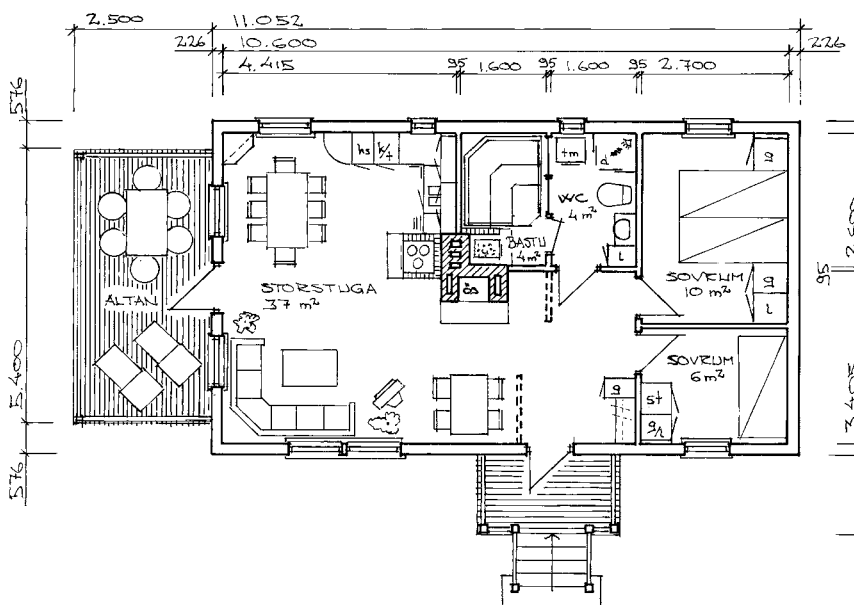 2.500
11.052
226
10.600
226
4.415
95
1.600
95
1.600
95
2.700
576
hs
k/f
tm
d
g
WC
4 m²
BASTU
4 m²
l
SOVRUM
10 m²
g
l
95
ALTAN
STORSTUGA
37 m²
SOVRUM
6 m²
5.400
3.405
g
st
g/l
576